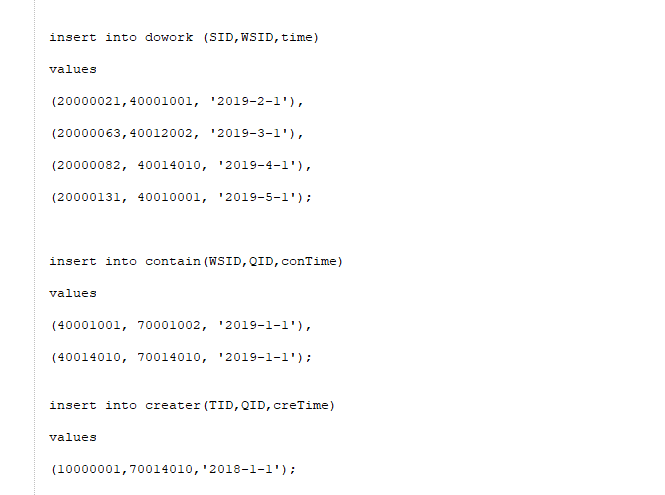 insert into dowork (SID,WSID,time)
values
(20000021,40001001, '2019-2-1'),
(20000063,40012002, '2019-3-1'),
(20000082, 40014010, '2019-4-1'),
(20000131, 40010001, '2019-5-1');
insert into contain(WSID,QID,conTime)
values
(40001001, 70001002, '2019-1-1'),
(40014010, 70014010, '2019-1-1');
insert into creater(TID,QID,creTime)
values
(10000001,70014010,'2018-1-1');